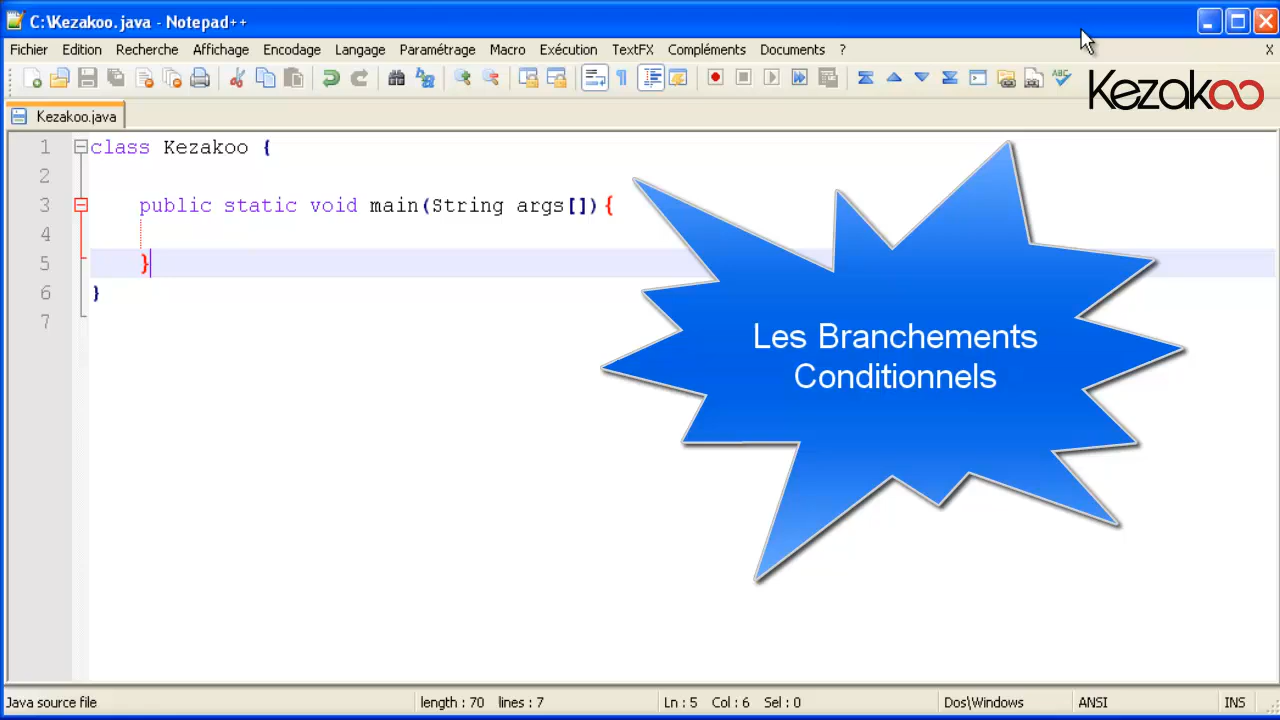 C:\Kezakoo.java - Notepad++
Fichier Edition Recherche Affichage Encodage Langage Paramétrage Macro Exécution TextFX Compléments Documents ? X
Kezakoo
Kezakoo.java
1 class Kezakoo {
2
3 public static void main(String args[]){
4
5 }
6 }
7
Les Branchements
Conditionnels
Java source file length : 70 lines : 7 Ln : 5 Col : 6 Sel : 0 Dos\Windows ANSI INS